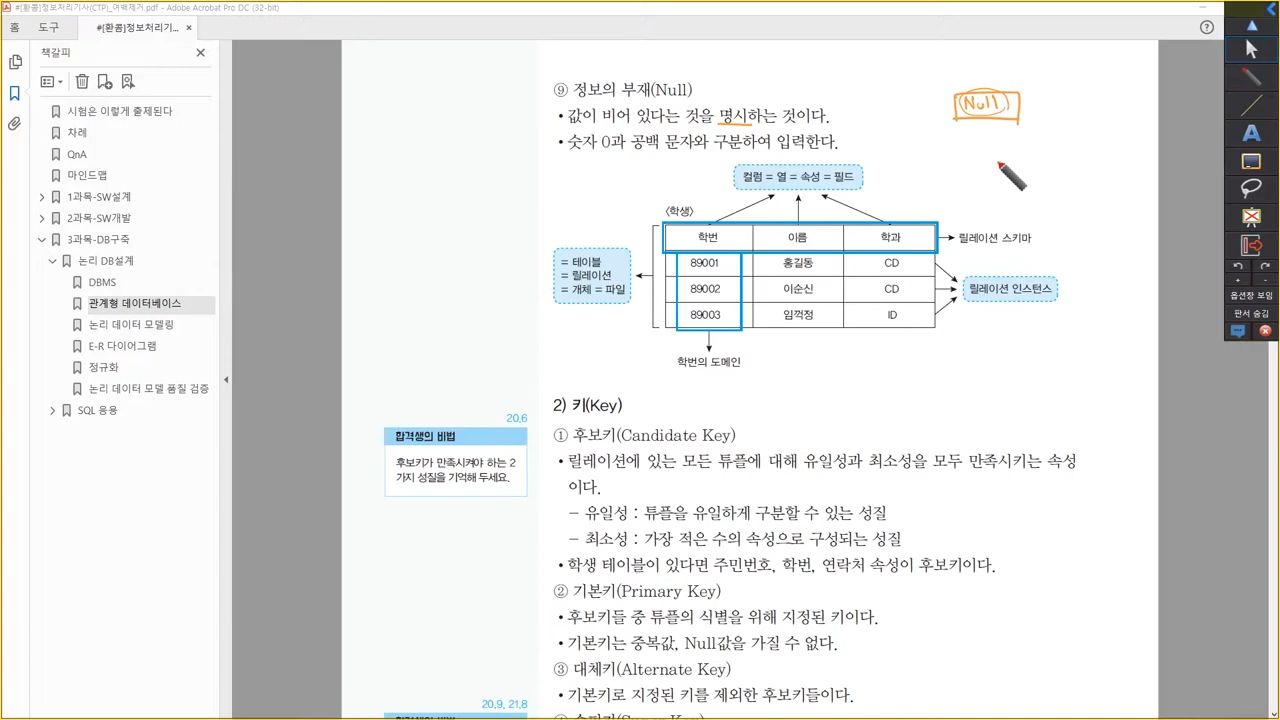 #[환콤]정보처리기사(CTP)_여백제거.pdf - Adobe Acrobat Pro DC (32-bit)
홈 도구 #[환콤]정보처리기... ×
책갈피
시험은 이렇게 출제된다
차례
QnA
마인드맵
1과목-SW설계
2과목-SW개발
3과목-DB구축
논리 DB설계
DBMS
관계형 데이터베이스
논리 데이터 모델링
E-R 다이어그램
정규화
논리 데이터 모델 품질 검증
SQL 응용
⑨ 정보의 부재(Null)
• 값이 비어 있다는 것을 명시하는 것이다.
• 숫자 0과 공백 문자와 구분하여 입력한다.
Null
컬럼 = 열 = 속성 = 필드
<학생>
학번 이름 학과
릴레이션 스키마
89001 홍길동 CD
89002 이순신 CD
89003 임꺽정 ID
= 테이블
= 릴레이션
= 개체 = 파일
릴레이션 인스턴스
학번의 도메인
2) 키(Key)
20.6
합격생의 비법
후보키가 만족시켜야 하는 2
가지 성질을 기억해 두세요.
① 후보키(Candidate Key)
• 릴레이션에 있는 모든 튜플에 대해 유일성과 최소성을 모두 만족시키는 속성
이다.
− 유일성 : 튜플을 유일하게 구분할 수 있는 성질
− 최소성 : 가장 적은 수의 속성으로 구성되는 성질
• 학생 테이블이 있다면 주민번호, 학번, 연락처 속성이 후보키이다.
② 기본키(Primary Key)
• 후보키들 중 튜플의 식별을 위해 지정된 키이다.
• 기본키는 중복값, Null값을 가질 수 없다.
③ 대체키(Alternate Key)
• 기본키로 지정된 키를 제외한 후보키들이다.
20.9, 21.8
옵션장 보임
판서 숨김